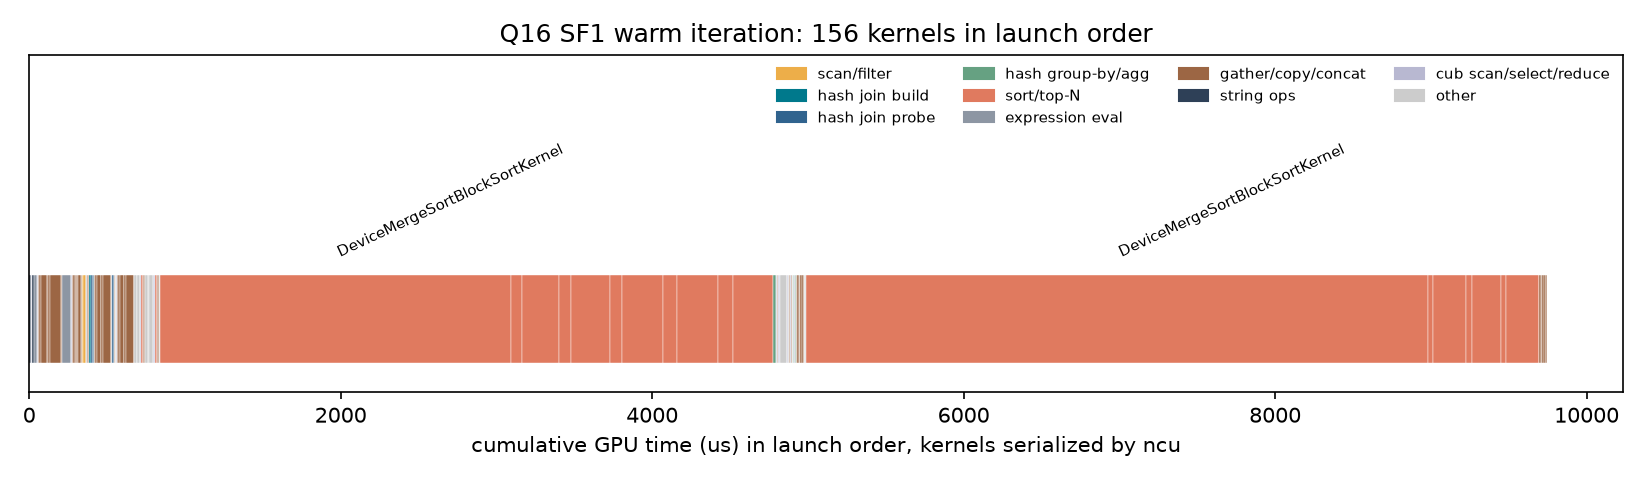 Q16 SF1 warm iteration: 156 kernels in launch order
scan/filter
hash join build
hash join probe
hash group-by/agg
sort/top-N
expression eval
gather/copy/concat
string ops
cub scan/select/reduce
other
DeviceMergeSortBlockSortKernel
DeviceMergeSortBlockSortKernel
0 2000 4000 6000 8000 10000
cumulative GPU time (us) in launch order, kernels serialized by ncu